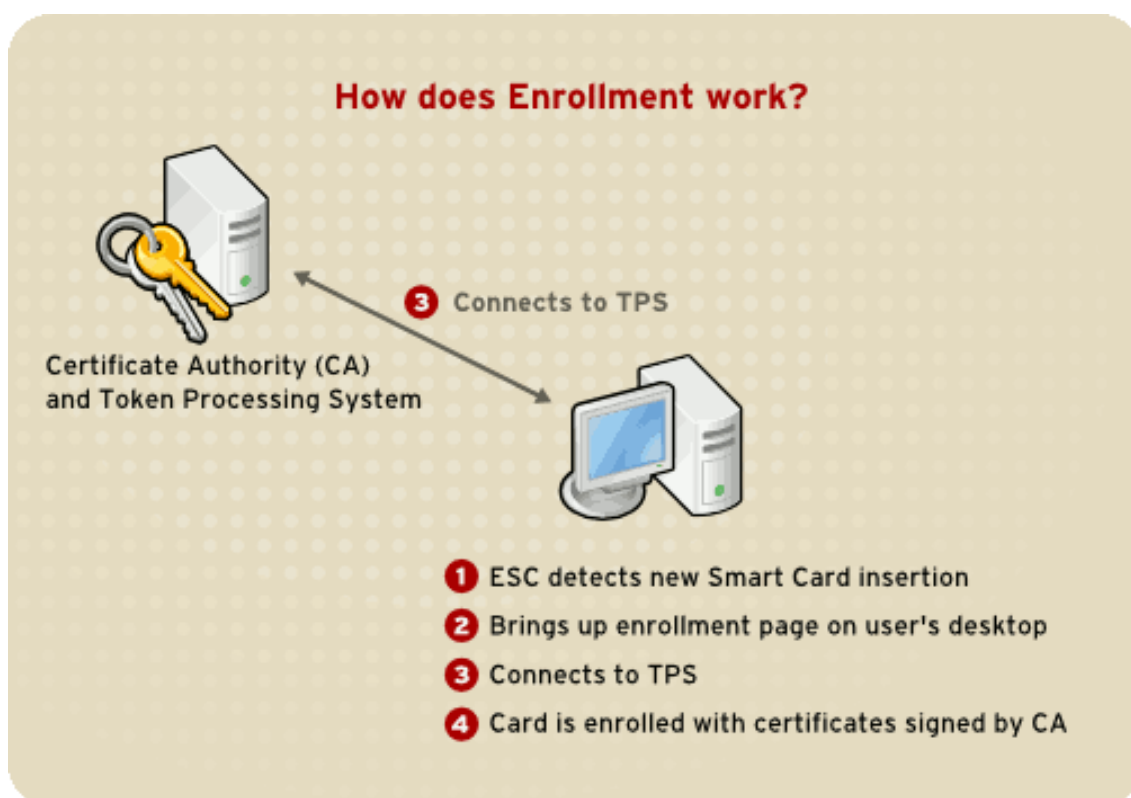 How does Enrollment work?
3 Connects to TPS
Certificate Authority (CA)
and Token Processing System
1 ESC detects new Smart Card insertion
2 Brings up enrollment page on user's desktop
3 Connects to TPS
4 Card is enrolled with certificates signed by CA